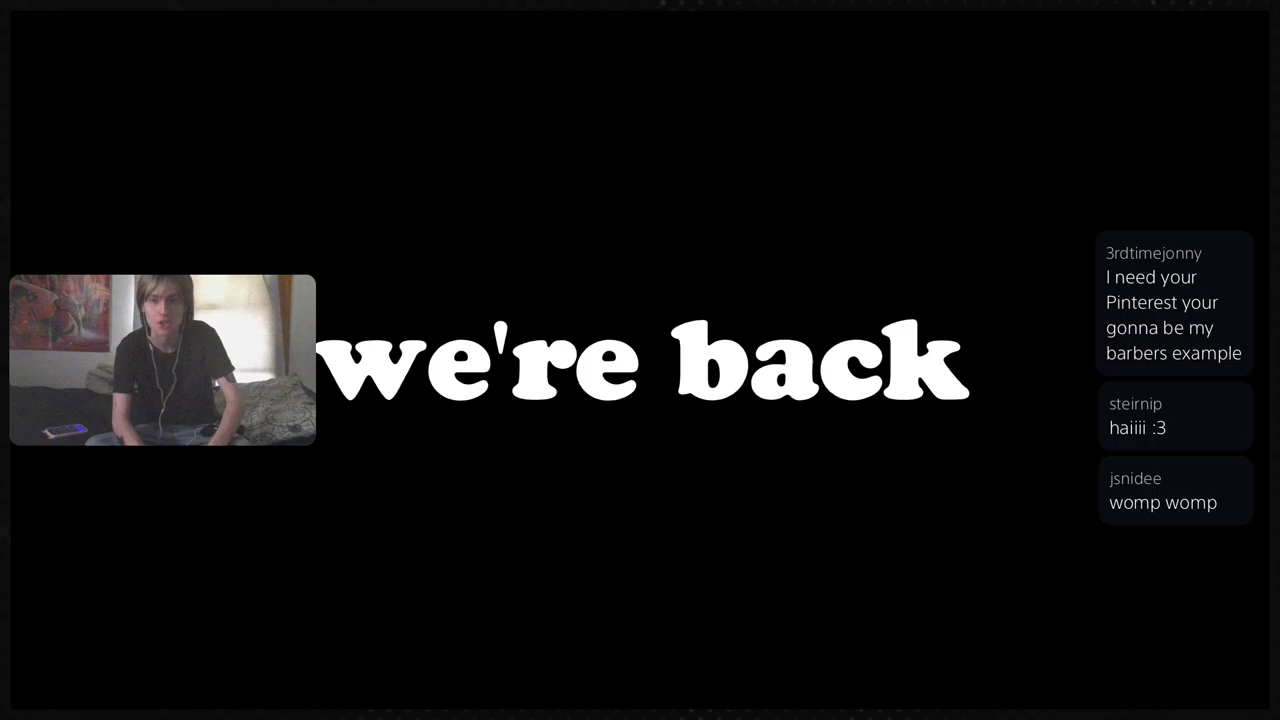 we're back
3rdtimejonny
I need your
Pinterest your
gonna be my
barbers example
steirnip
haiiii :3
jsnidee
womp womp